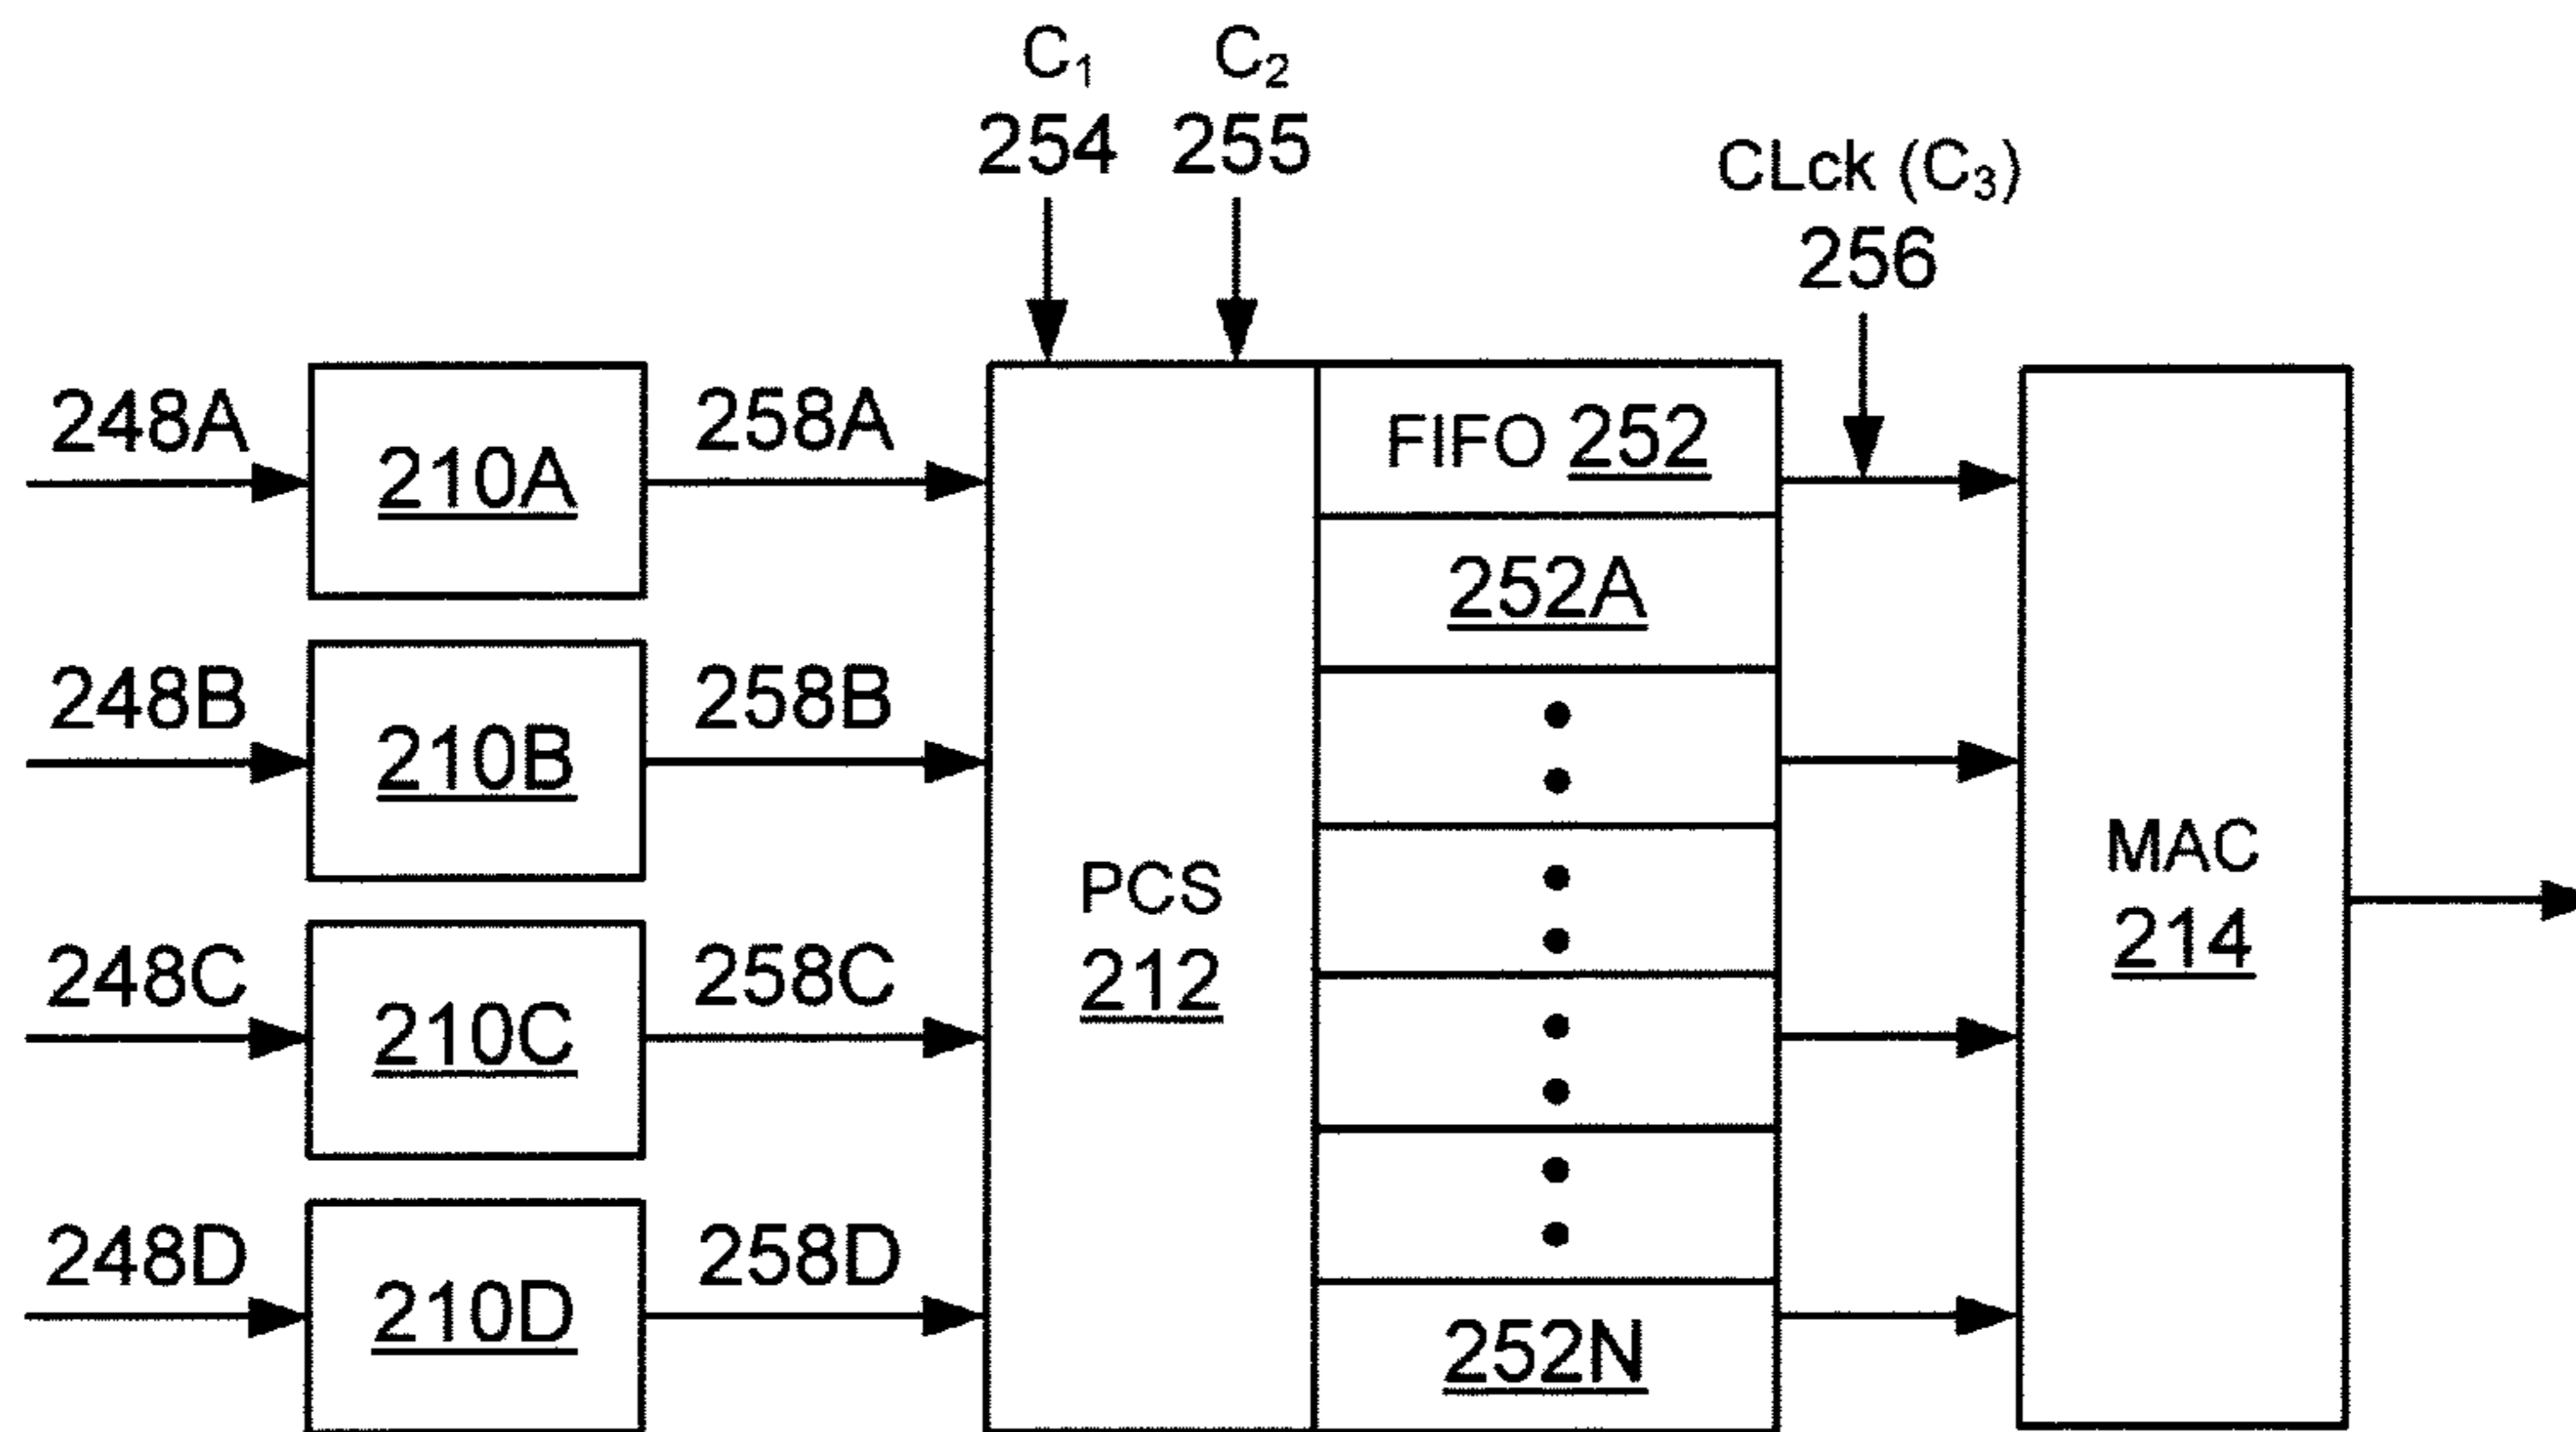 C₁
254
C₂
255
CLck (C₃)
256
248A
210A
258A
FIFO 252
252A
248B
210B
258B
PCS
212
MAC
214
248C
210C
258C
248D
210D
258D
252N